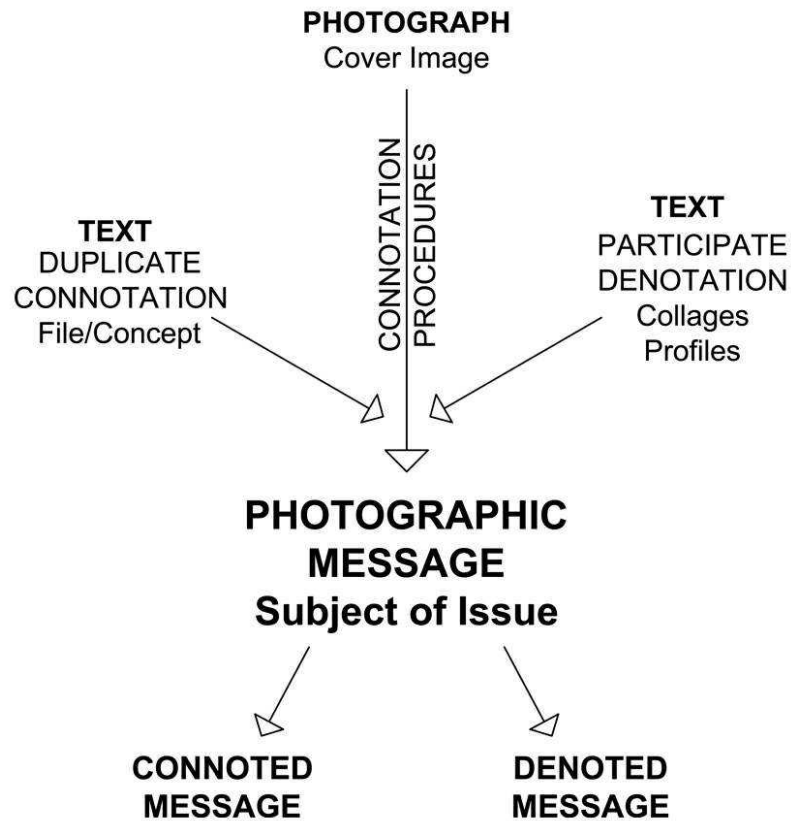 PHOTOGRAPH
Cover Image
CONNOTATION
PROCEDURES
TEXT
DUPLICATE
CONNOTATION
File/Concept
TEXT
PARTICIPATE
DENOTATION
Collages
Profiles
PHOTOGRAPHIC
MESSAGE
Subject of Issue
CONNOTED
MESSAGE
DENOTED
MESSAGE